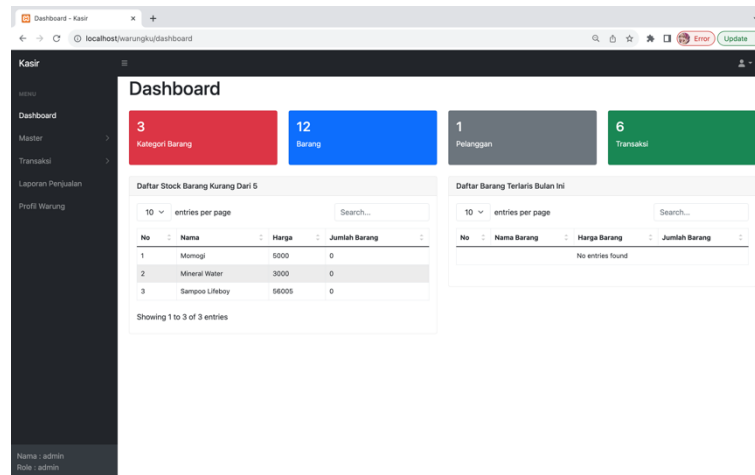 Dashboard - Kasir
localhost/warungku/dashboard
Error
Update
Kasir
MENU
Dashboard
Master
Transaksi
Laporan Penjualan
Profil Warung
Nama : admin
Role : admin
Dashboard
3
Kategori Barang
12
Barang
1
Pelanggan
6
Transaksi
Daftar Stock Barang Kurang Dari 5
10 entries per page Search...
No Nama Harga Jumlah Barang
1 Momogi 5000 0
2 Mineral Water 3000 0
3 Sampoo Lifeboy 56005 0
Showing 1 to 3 of 3 entries
Daftar Barang Terlaris Bulan Ini
10 entries per page Search...
No Nama Barang Harga Barang Jumlah Barang
No entries found